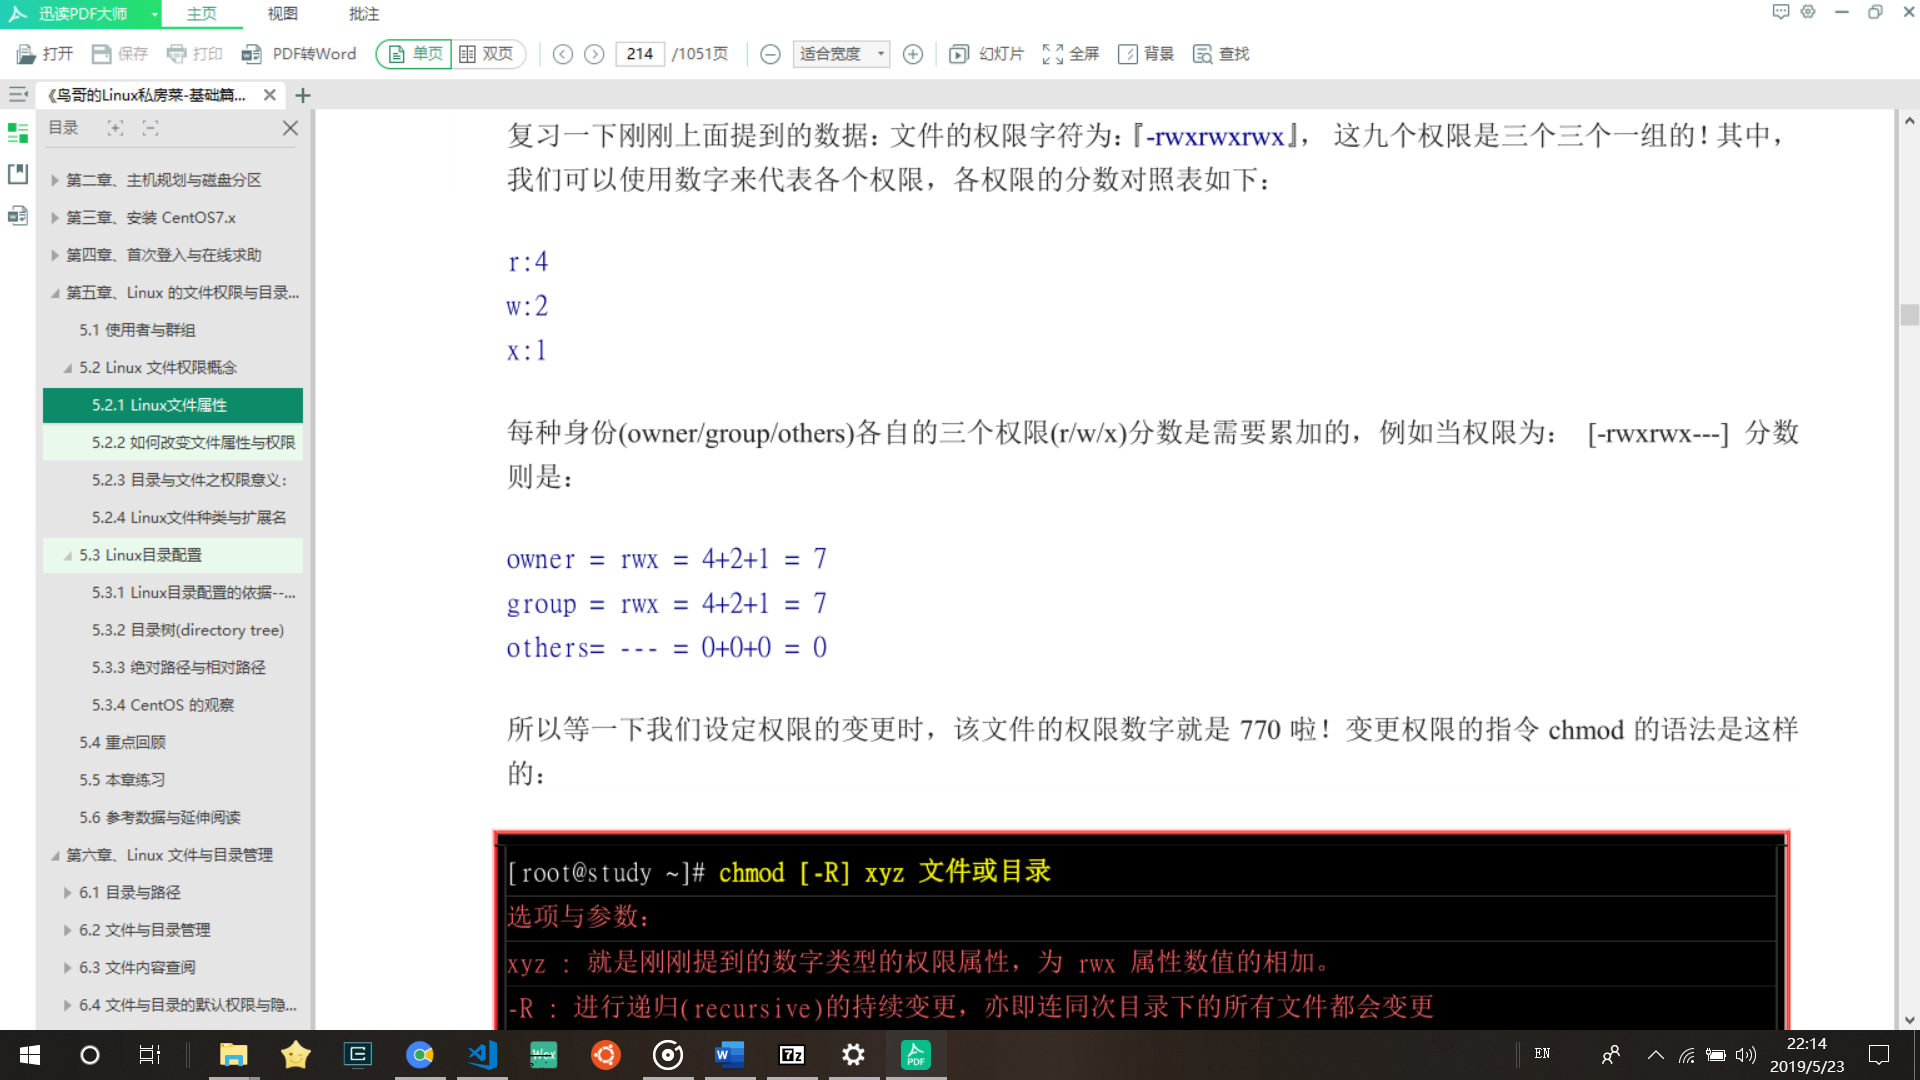 迅读PDF大师
主页
视图
批注
打开
保存
打印
PDF转Word
单页
双页
214
/1051页
适合宽度
幻灯片
全屏
背景
查找
《鸟哥的Linux私房菜-基础篇...
目录
第二章、主机规划与磁盘分区
第三章、安装 CentOS7.x
第四章、首次登入与在线求助
第五章、Linux 的文件权限与目录...
5.1 使用者与群组
5.2 Linux 文件权限概念
5.2.1 Linux文件属性
5.2.2 如何改变文件属性与权限
5.2.3 目录与文件之权限意义：
5.2.4 Linux文件种类与扩展名
5.3 Linux目录配置
5.3.1 Linux目录配置的依据--...
5.3.2 目录树(directory tree)
5.3.3 绝对路径与相对路径
5.3.4 CentOS 的观察
5.4 重点回顾
5.5 本章练习
5.6 参考数据与延伸阅读
第六章、Linux 文件与目录管理
6.1 目录与路径
6.2 文件与目录管理
6.3 文件内容查阅
6.4 文件与目录的默认权限与隐...
复习一下刚刚上面提到的数据：文件的权限字符为：『-rwxrwxrwx』， 这九个权限是三个三个一组的！其中，
我们可以使用数字来代表各个权限，各权限的分数对照表如下：
r:4
w:2
x:1
每种身份(owner/group/others)各自的三个权限(r/w/x)分数是需要累加的，例如当权限为： [-rwxrwx---] 分数
则是：
owner = rwx = 4+2+1 = 7
group = rwx = 4+2+1 = 7
others= --- = 0+0+0 = 0
所以等一下我们设定权限的变更时，该文件的权限数字就是 770 啦！变更权限的指令 chmod 的语法是这样
的：
[root@study ~]# chmod [-R] xyz 文件或目录
选项与参数：
xyz : 就是刚刚提到的数字类型的权限属性，为 rwx 属性数值的相加。
-R : 进行递归(recursive)的持续变更，亦即连同次目录下的所有文件都会变更
Wox
W
7z
PDF
EN
22:14
2019/5/23